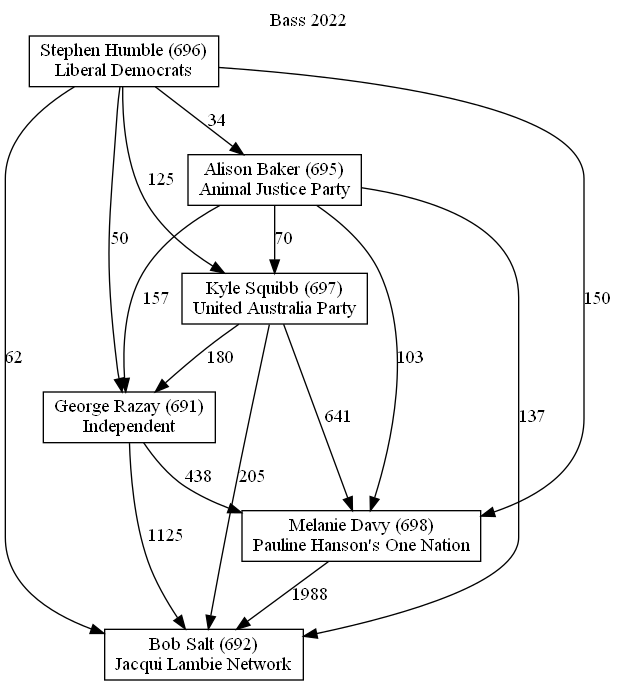 Bass 2022
Stephen Humble (696)
Liberal Democrats
34
Alison Baker (695)
Animal Justice Party
125
50
70
157
150
Kyle Squibb (697)
United Australia Party
62
180
103
George Razay (691)
Independent
641
137
438
205
Melanie Davy (698)
Pauline Hanson's One Nation
1125
1988
Bob Salt (692)
Jacqui Lambie Network